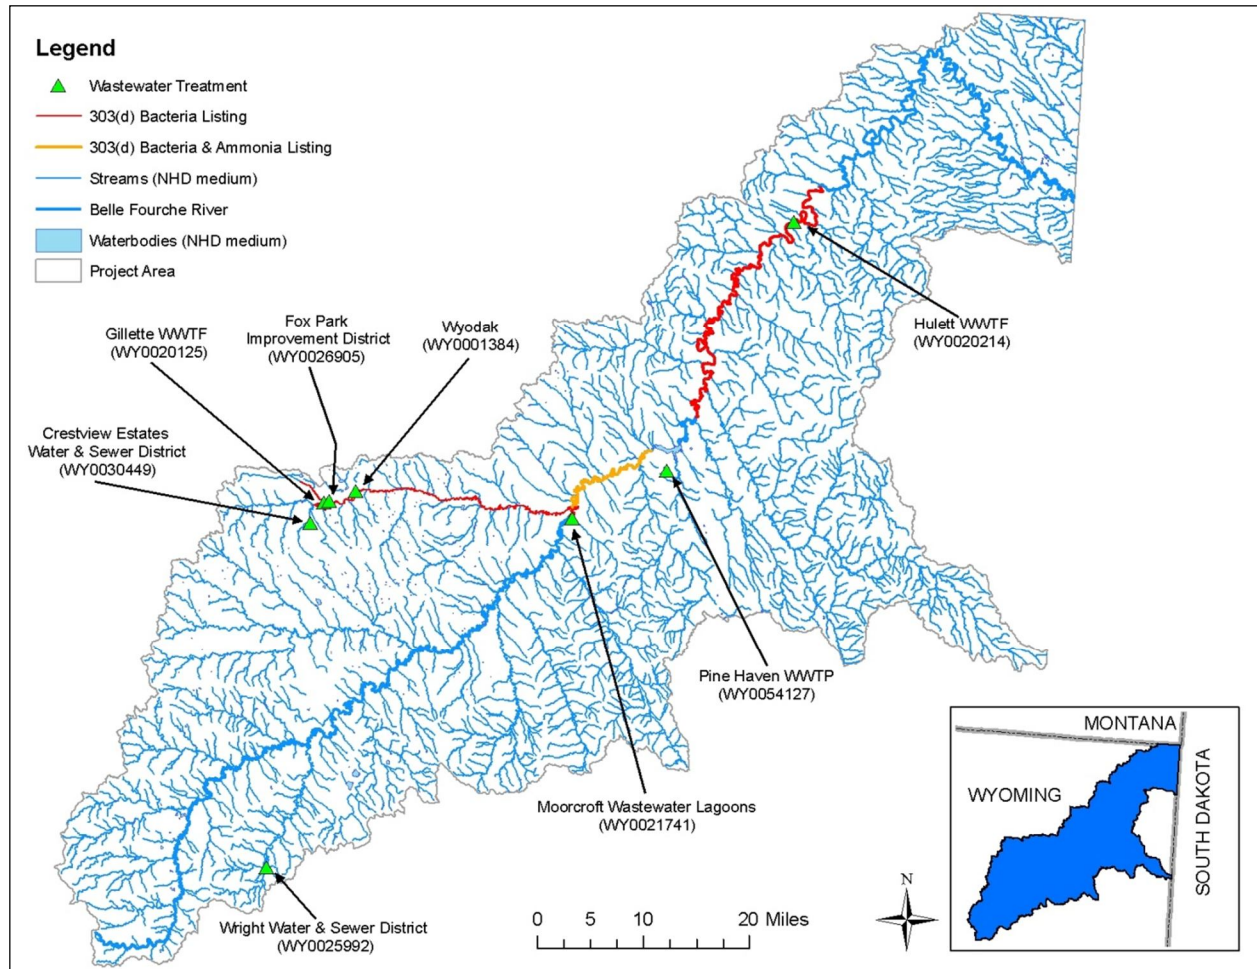 Legend
Wastewater Treatment
303(d) Bacteria Listing
303(d) Bacteria & Ammonia Listing
Streams (NHD medium)
Belle Fourche River
Waterbodies (NHD medium)
Project Area
Gillette WWTF
(WY0020125)
Fox Park
Improvement District
(WY0026905)
Wyodak
(WY0001384)
Hulett WWTF
(WY0020214)
Crestview Estates
Water & Sewer District
(WY0030449)
Pine Haven WWTP
(WY0054127)
Moorcroft Wastewater Lagoons
(WY0021741)
Wright Water & Sewer District
(WY0025992)
0 5 10 20 Miles
N
MONTANA
WYOMING
SOUTH DAKOTA